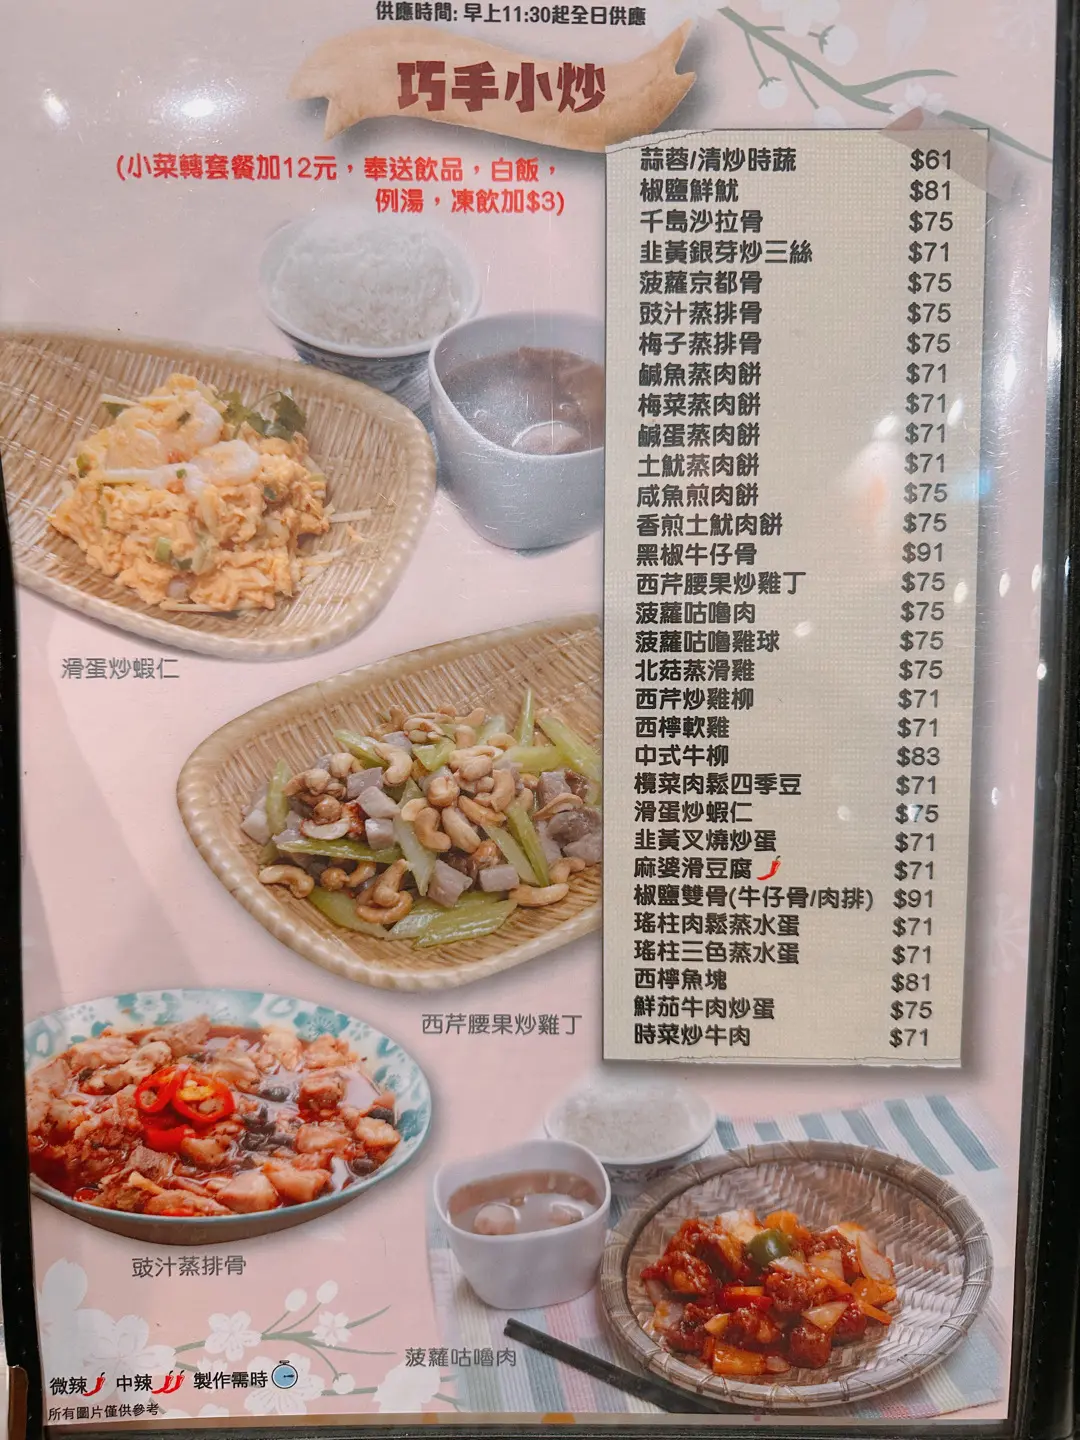 供應時間: 早上11:30起全日供應
巧手小炒
(小菜轉套餐加12元，奉送飲品，白飯，
例湯，凍飲加$3)
蒜蓉/清炒時蔬 $61
椒鹽鮮魷 $81
千島沙拉骨 $75
韭黃銀芽炒三絲 $71
菠蘿京都骨 $75
豉汁蒸排骨 $75
梅子蒸排骨 $75
鹹魚蒸肉餅 $71
梅菜蒸肉餅 $71
鹹蛋蒸肉餅 $71
土魷蒸肉餅 $71
咸魚煎肉餅 $75
香煎土魷肉餅 $75
黑椒牛仔骨 $91
西芹腰果炒雞丁 $75
菠蘿咕嚕肉 $75
菠蘿咕嚕雞球 $75
北菇蒸滑雞 $75
西芹炒雞柳 $71
西檸軟雞 $71
中式牛柳 $83
欖菜肉鬆四季豆 $71
滑蛋炒蝦仁 $75
韭黃叉燒炒蛋 $71
麻婆滑豆腐 $71
椒鹽雙骨(牛仔骨/肉排) $91
瑤柱肉鬆蒸水蛋 $71
瑤柱三色蒸水蛋 $71
西檸魚塊 $81
鮮茄牛肉炒蛋 $75
時菜炒牛肉 $71
滑蛋炒蝦仁
西芹腰果炒雞丁
豉汁蒸排骨
菠蘿咕嚕肉
微辣 中辣 製作需時
所有圖片僅供參考